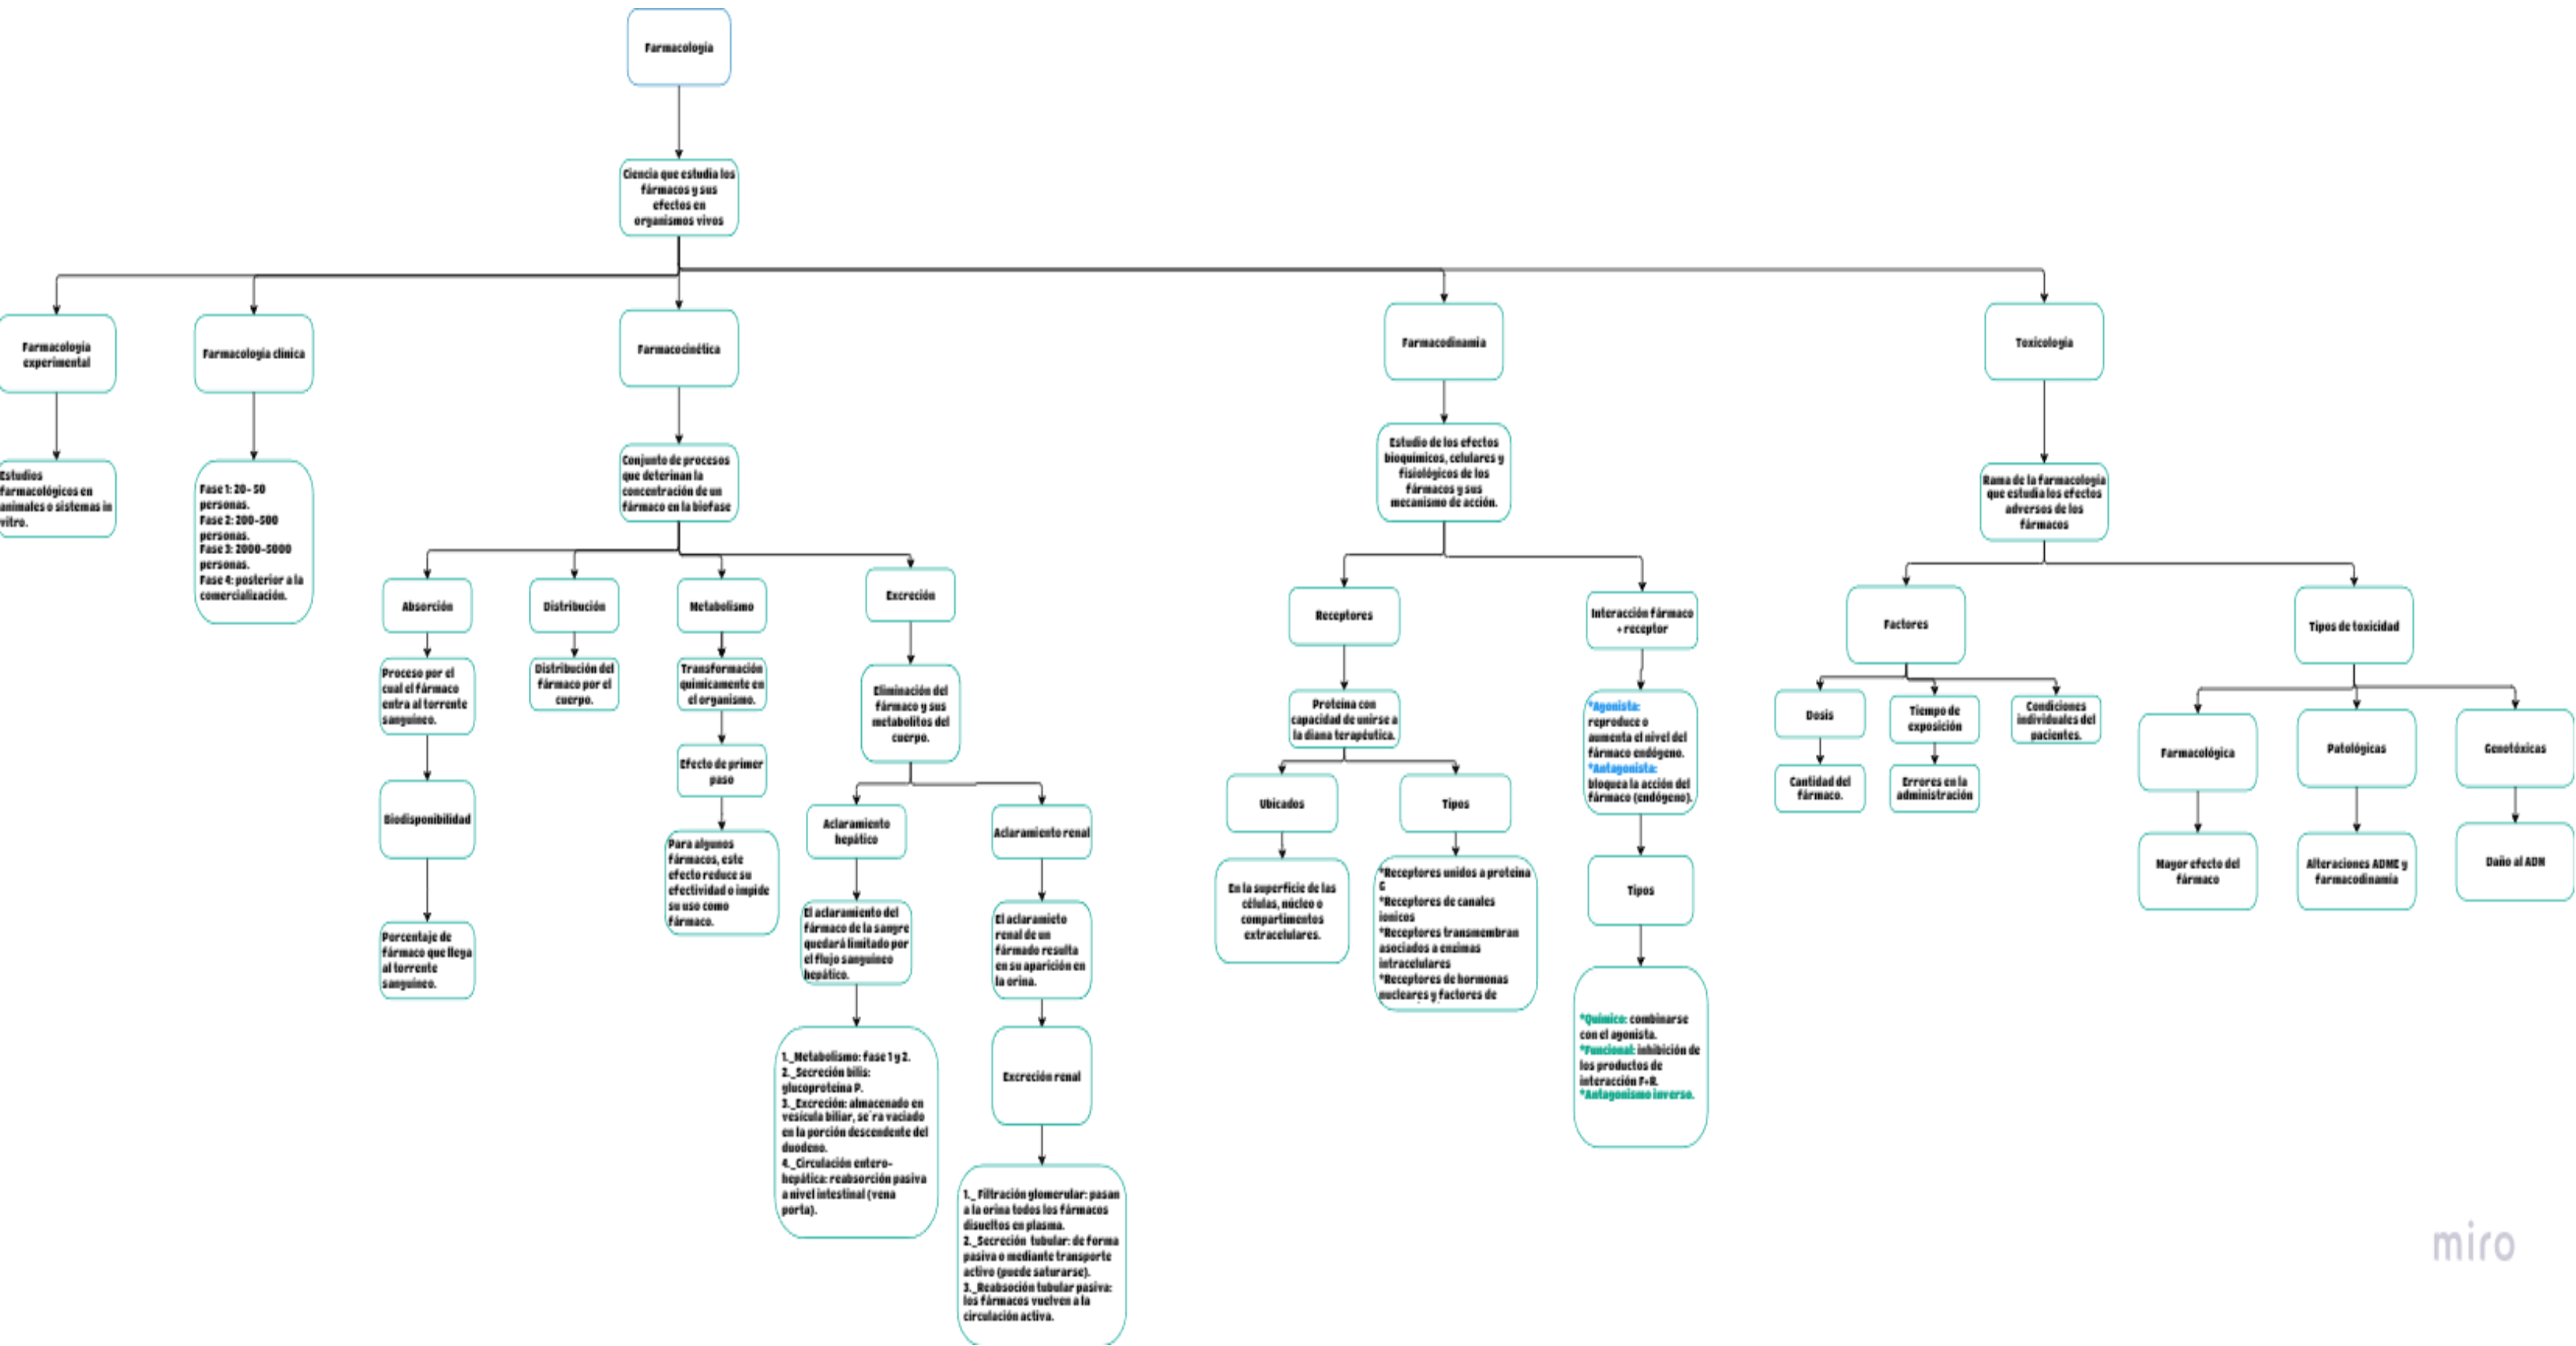 Farmacología
Ciencia que estudia los
fármacos y sus
efectos en
organismos vivos
Farmacología
experimental
Estudios
farmacológicos en
animales o sistemas in
vitro.
Farmacología clínica
Fase 1: 20- 50
personas.
Fase 2: 200-500
personas.
Fase 3: 2000-5000
personas.
Fase 4: posterior a la
comercialización.
Farmacocinética
Conjunto de procesos
que deterinan la
concentración de un
fármaco en la biofase
Absorción
Proceso por el
cual el fármaco
entra al torrente
sanguíneo.
Biodisponibilidad
Porcentaje de
fármaco que llega
al torrente
sanguíneo.
Distribución
Distribución del
fármaco por el
cuerpo.
Metabolismo
Transformación
químicamente en
el organismo.
Efecto de primer
paso
Para algunos
fármacos, este
efecto reduce su
efectividad o impide
su uso como
fármaco.
Excreción
Eliminación del
fármaco y sus
metabolitos del
cuerpo.
Aclaramiento
hepático
El aclaramiento del
fármaco de la sangre
quedará limitado por
el flujo sanguíneo
hepático.
1._Metabolismo: fase 1 y 2.
2._Secreción bilis:
glucoproteína P.
3._Excreción: almacenado en
vesícula biliar, se´ra vaciado
en la porción descendente del
duodeno.
4._Circulación entero-
hepática: reabsorción pasiva
a nivel intestinal (vena
porta).
Aclaramiento renal
El aclaramieto
renal de un
fármado resulta
en su aparición en
la orina.
Excreción renal
1._ Filtración glomerular: pasan
a la orina todos los fármacos
disueltos en plasma.
2._Secreción tubular: de forma
pasiva o mediante transporte
activo (puede saturarse).
3._Reabsoción tubular pasiva:
los fármacos vuelven a la
circulación activa.
Farmacodinamia
Estudio de los efectos
bioquímicos, celulares y
fisiológicos de los
fármacos y sus
mecanismo de acción.
Receptores
Proteína con
capacidad de unirse a
la diana terapéutica.
Ubicados
En la superficie de las
células, núcleo o
compartimentos
extracelulares.
Tipos
*Receptores unidos a proteína
G
*Receptores de canales
ionicos
*Receptores transmembran
asociados a enzimas
intracelulares
*Receptores de hormonas
nucleares y factores de
Interacción fármaco
+ receptor
*Agonista:
reproduce o
aumenta el nivel del
fármaco endógeno.
*Antagonista:
bloquea la acción del
fármaco (endógeno).
Tipos
*Químico: combinarse
con el agonista.
*Funcional: inhibición de
los productos de
interacción F+R.
*Antagonismo inverso.
Toxicología
Rama de la farmacología
que estudia los efectos
adversos de los
fármacos
Factores
Dosis
Cantidad del
fármaco.
Tiempo de
exposición
Errores en la
administración
Condiciones
individuales del
pacientes.
Tipos de toxicidad
Farmacológica
Mayor efecto del
fármaco
Patológicas
Alteraciones ADME y
farmacodinamia
Genotóxicas
Daño al ADN
miro